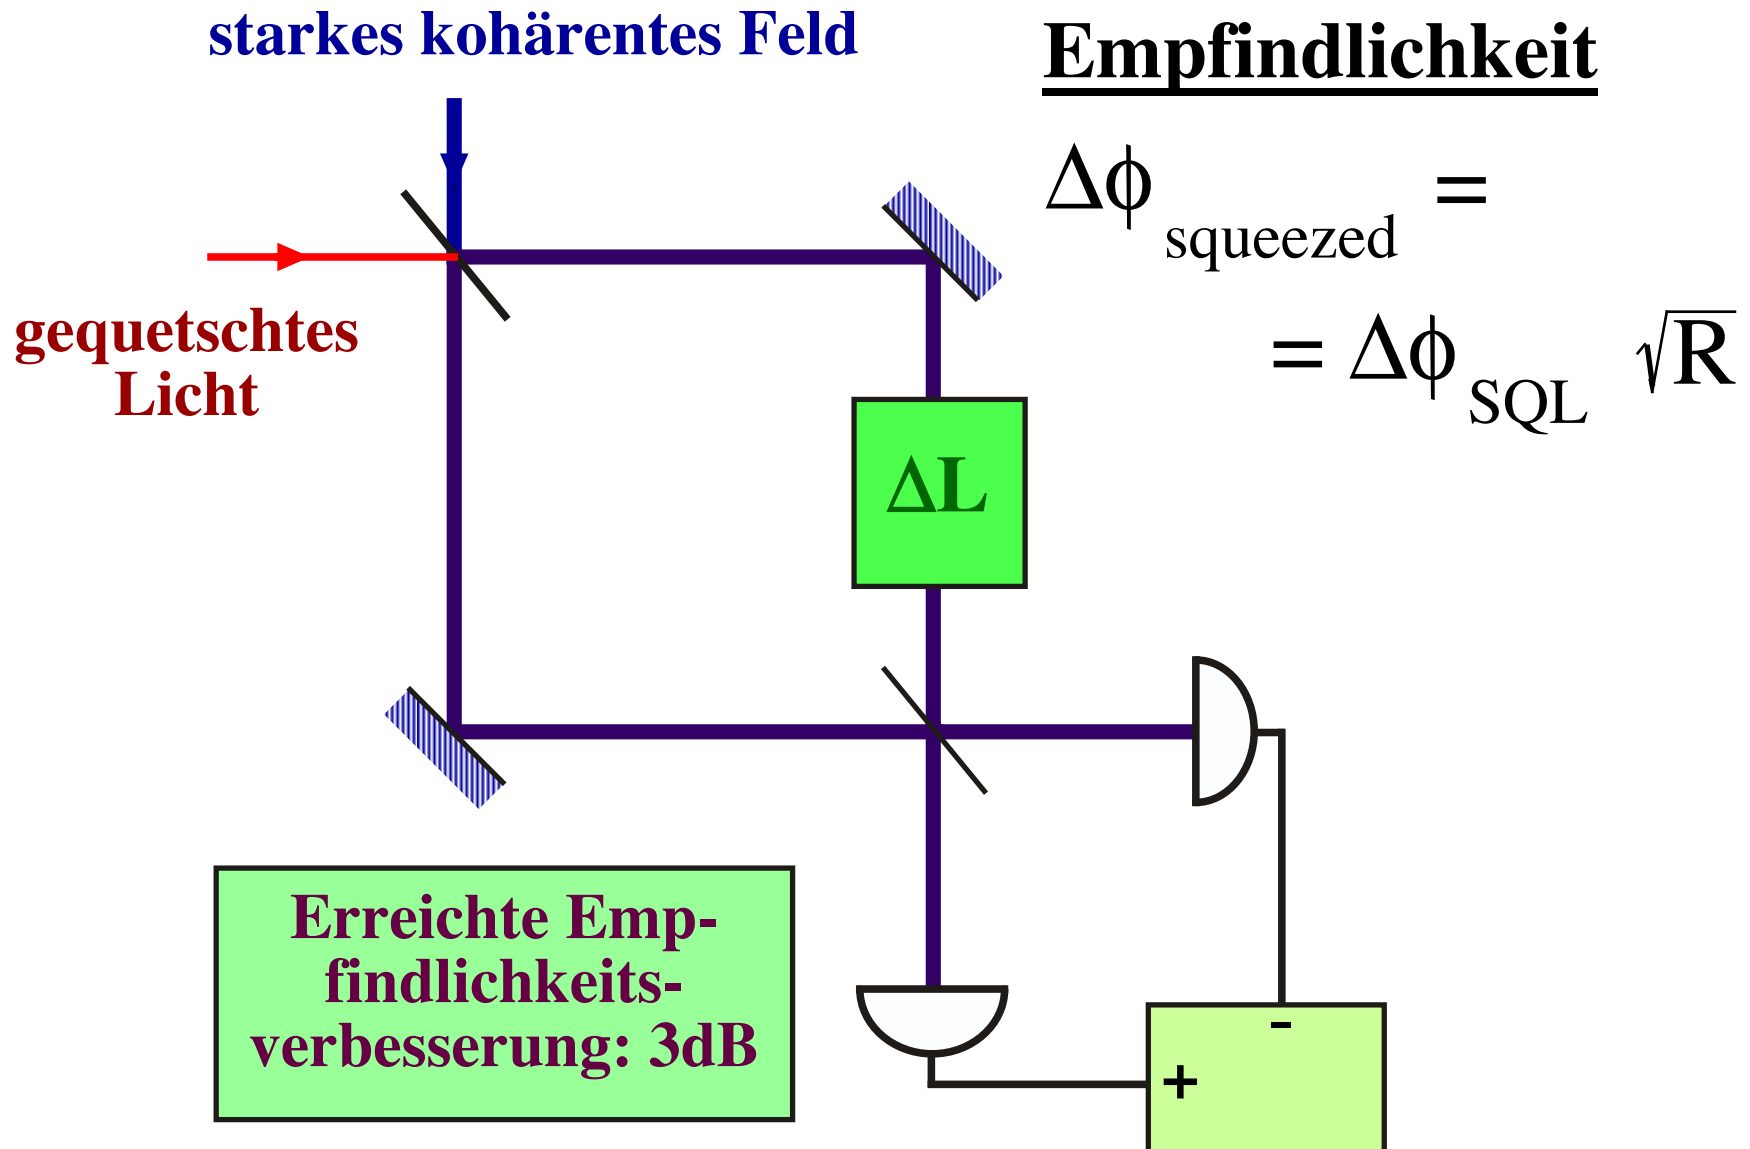 starkes kohärentes Feld
Empfindlichkeit
Δϕ squeezed =
= Δϕ SQL √R
gequetschtes
Licht
ΔL
Erreichte Emp-
findlichkeits-
verbesserung: 3dB
-
+